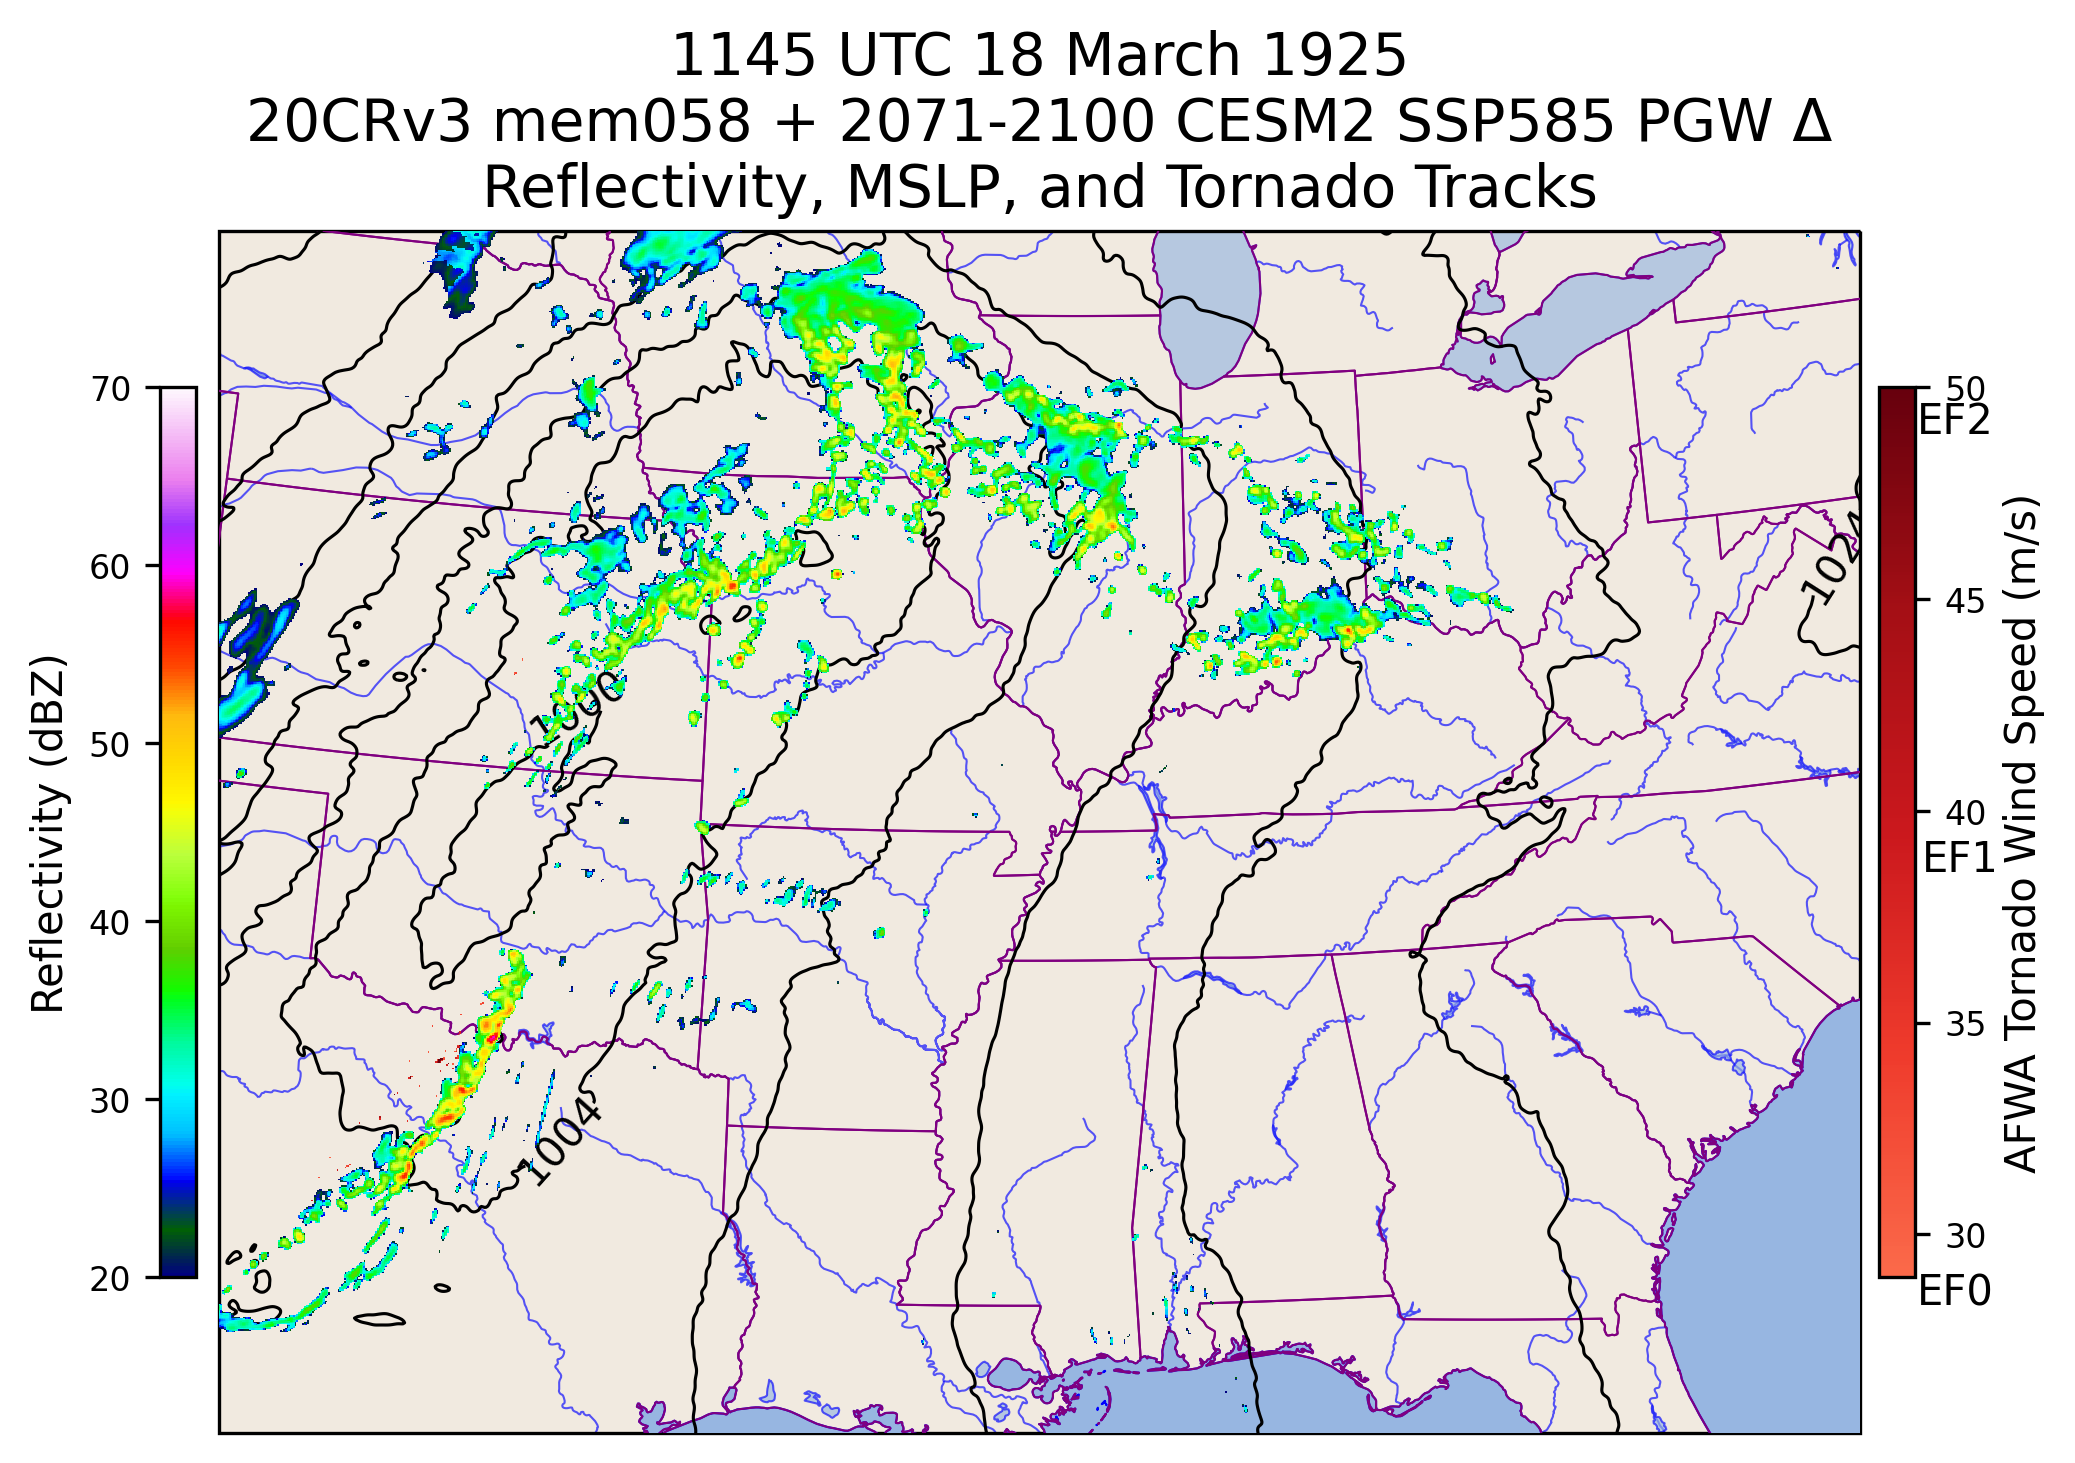 1145 UTC 18 March 1925
20CRv3 mem058 + 2071-2100 CESM2 SSP585 PGW Δ
Reflectivity, MSLP, and Tornado Tracks
Reflectivity (dBZ)
70
60
50
40
30
20
1000
1004
1024
50
EF2
45
40
EF1
35
30
EF0
AFWA Tornado Wind Speed (m/s)